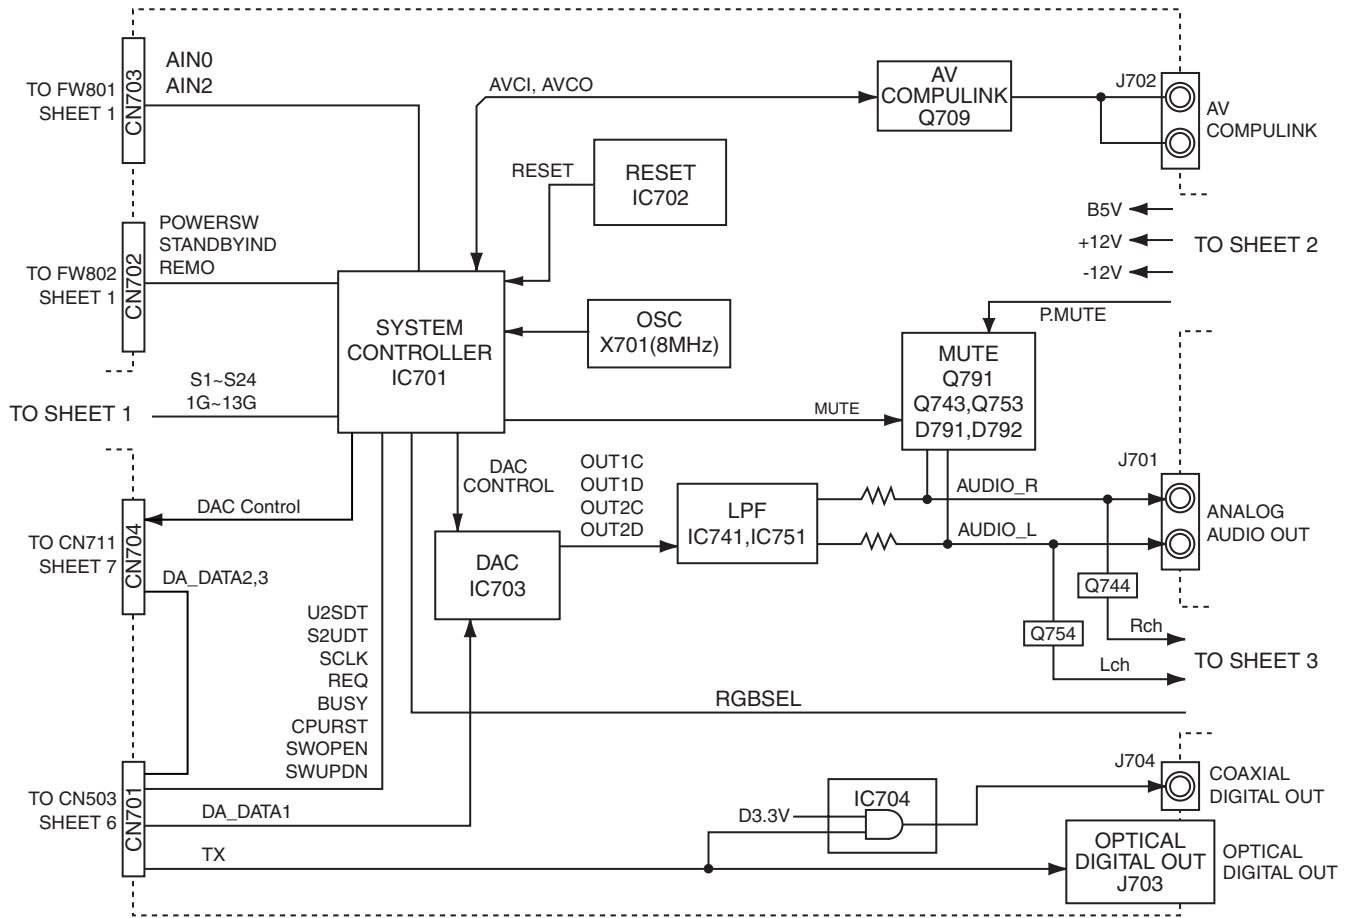 TO FW801
SHEET 1
CN703
AIN0
AIN2
AVCI, AVCO
AV
COMPULINK
Q709
J702
AV
COMPULINK
RESET
RESET
IC702
B5V
+12V
-12V
TO SHEET 2
TO FW802
SHEET 1
CN702
POWERSW
STANDBYIND
REMO
SYSTEM
CONTROLLER
IC701
OSC
X701(8MHz)
P.MUTE
MUTE
Q791
Q743,Q753
D791,D792
TO SHEET 1
S1~S24
1G~13G
MUTE
TO CN711
SHEET 7
CN704
DAC Control
DA_DATA2,3
DAC
CONTROL
OUT1C
OUT1D
OUT2C
OUT2D
DAC
IC703
LPF
IC741,IC751
AUDIO_R
AUDIO_L
J701
ANALOG
AUDIO OUT
Q744
Q754
Rch
Lch
TO SHEET 3
U2SDT
S2UDT
SCLK
REQ
BUSY
CPURST
SWOPEN
SWUPDN
RGBSEL
TO CN503
SHEET 6
CN701
DA_DATA1
TX
D3.3V
IC704
J704
COAXIAL
DIGITAL OUT
OPTICAL
DIGITAL OUT
J703
OPTICAL
DIGITAL OUT